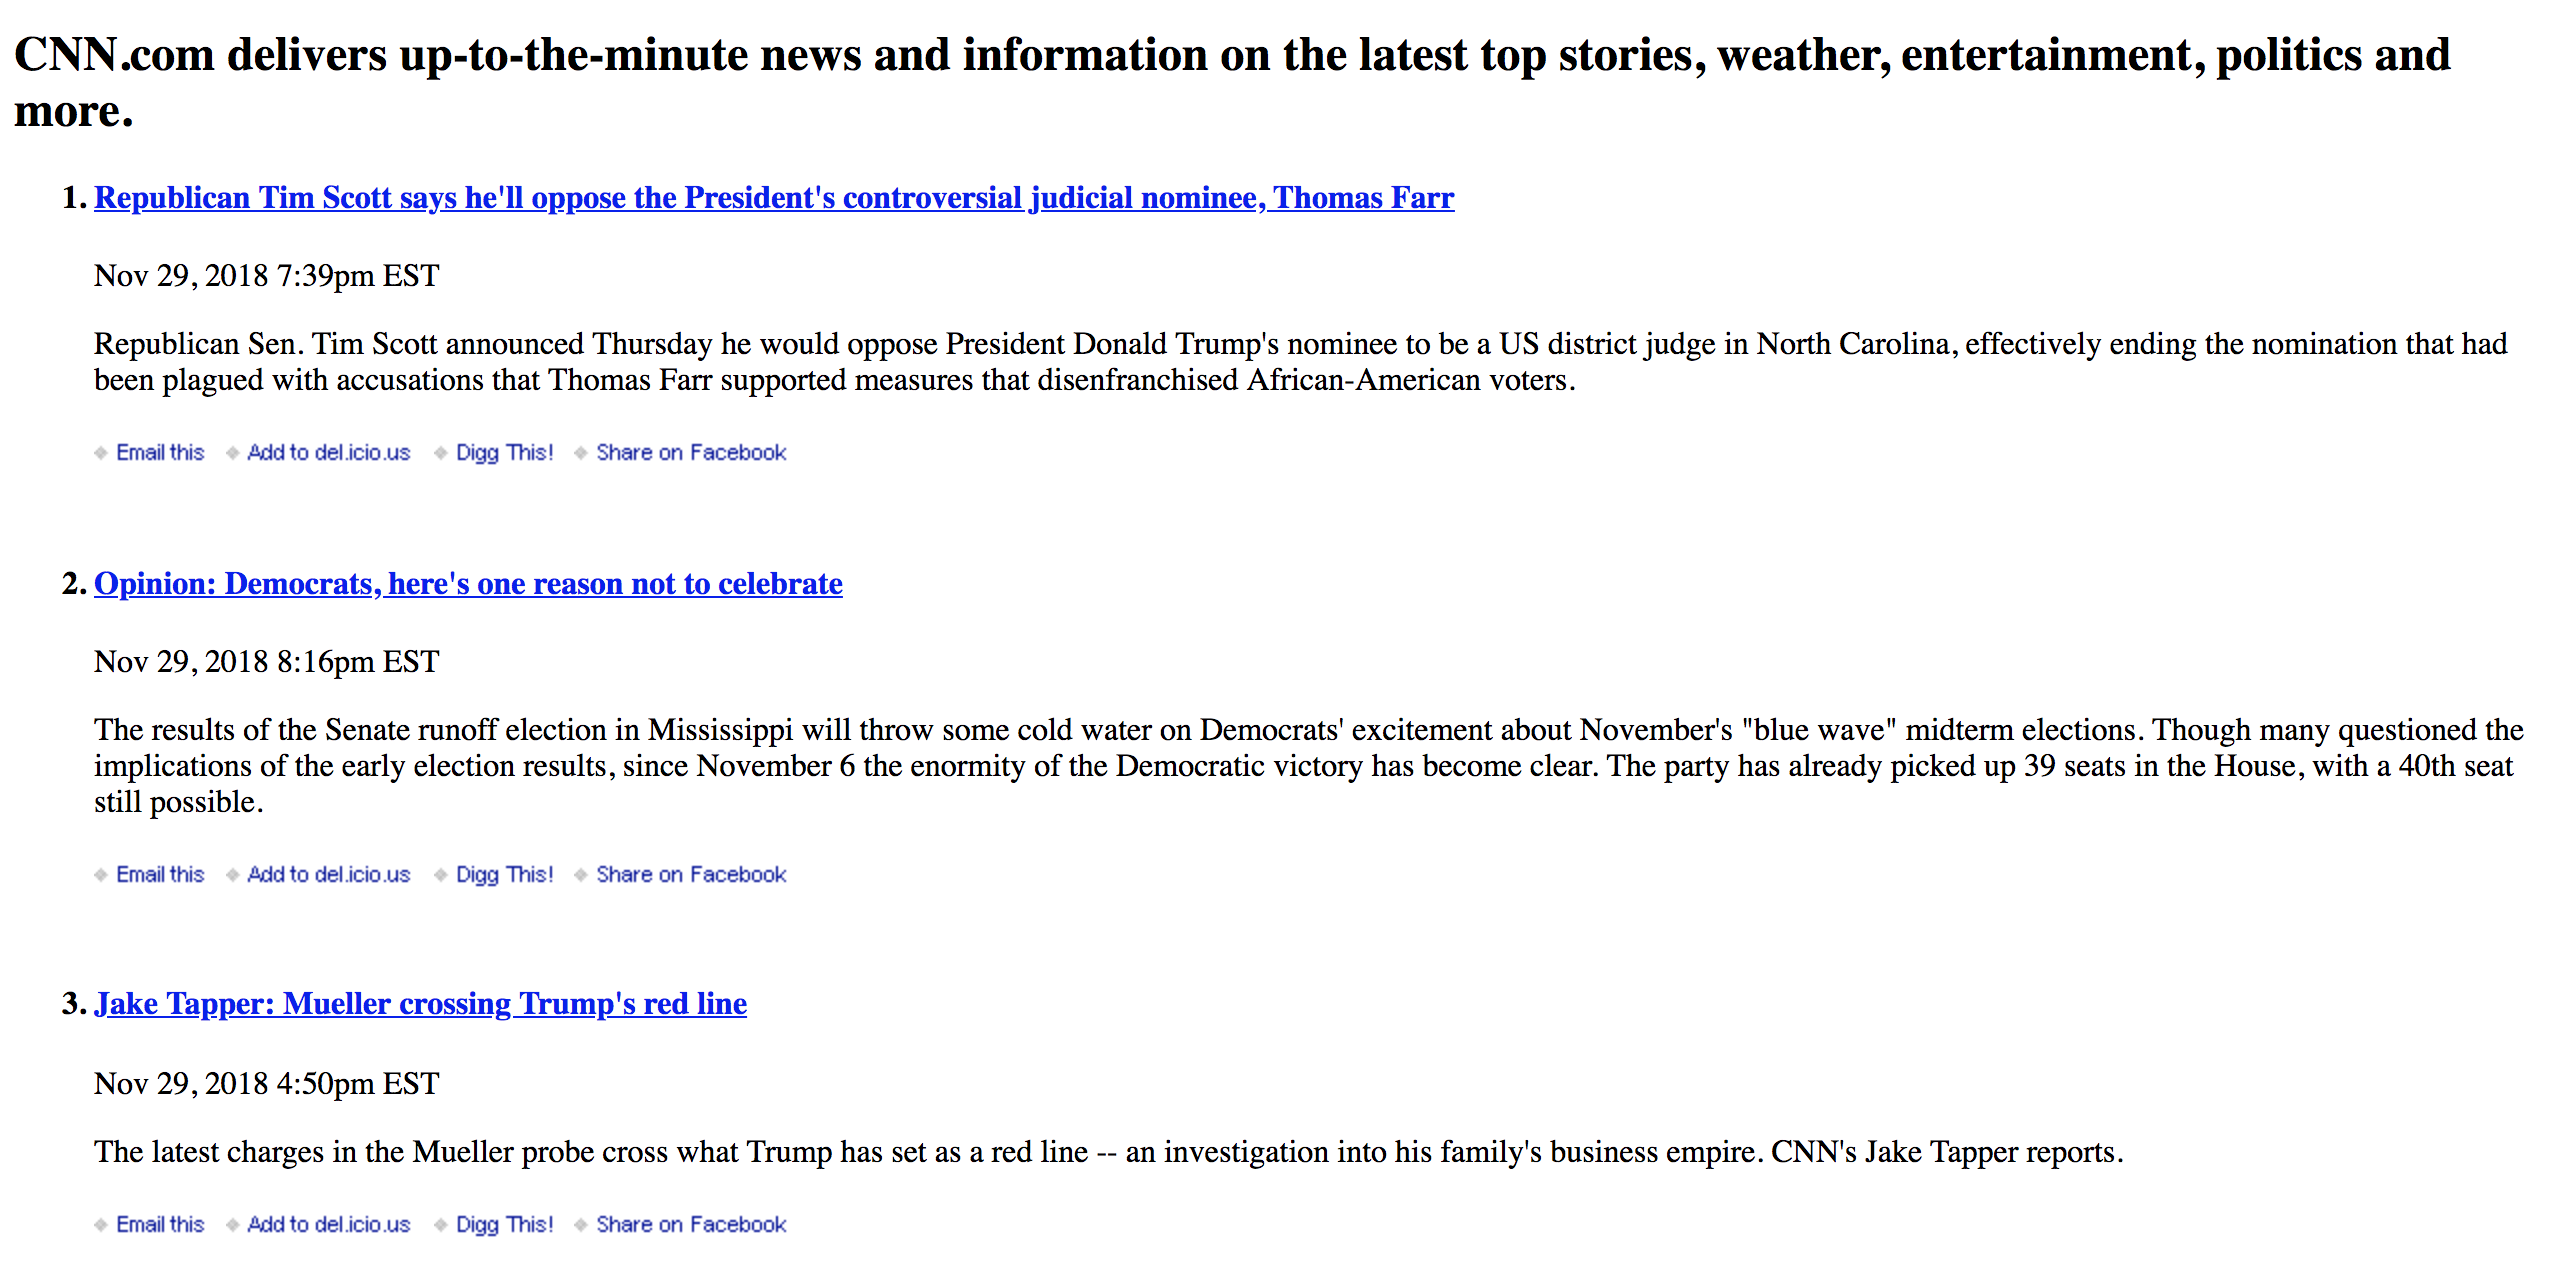 CNN.com delivers up-to-the-minute news and information on the latest top stories, weather, entertainment, politics and
more.
1. Republican Tim Scott says he'll oppose the President's controversial judicial nominee, Thomas Farr
Nov 29, 2018 7:39pm EST
Republican Sen. Tim Scott announced Thursday he would oppose President Donald Trump's nominee to be a US district judge in North Carolina, effectively ending the nomination that had
been plagued with accusations that Thomas Farr supported measures that disenfranchised African-American voters.
Email this Add to del.icio.us Digg This! Share on Facebook
2. Opinion: Democrats, here's one reason not to celebrate
Nov 29, 2018 8:16pm EST
The results of the Senate runoff election in Mississippi will throw some cold water on Democrats' excitement about November's "blue wave" midterm elections. Though many questioned the
implications of the early election results, since November 6 the enormity of the Democratic victory has become clear. The party has already picked up 39 seats in the House, with a 40th seat
still possible.
Email this Add to del.icio.us Digg This! Share on Facebook
3. Jake Tapper: Mueller crossing Trump's red line
Nov 29, 2018 4:50pm EST
The latest charges in the Mueller probe cross what Trump has set as a red line -- an investigation into his family's business empire. CNN's Jake Tapper reports.
Email this Add to del.icio.us Digg This! Share on Facebook